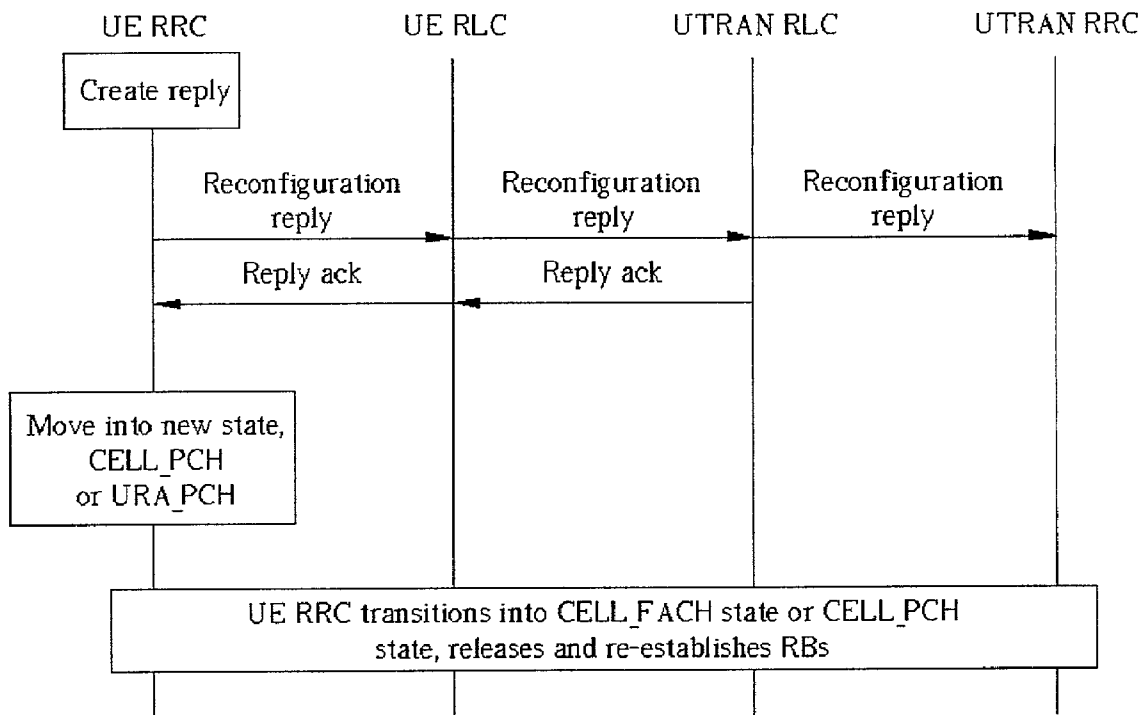 UE RRC
UE RLC
UTRAN RLC
UTRAN RRC
Create reply
Reconfiguration
reply
Reconfiguration
reply
Reconfiguration
reply
Reply ack
Reply ack
Move into new state,
CELL_PCH
or URA_PCH
UE RRC transitions into CELL_FACH state or CELL_PCH
state, releases and re-establishes RBs